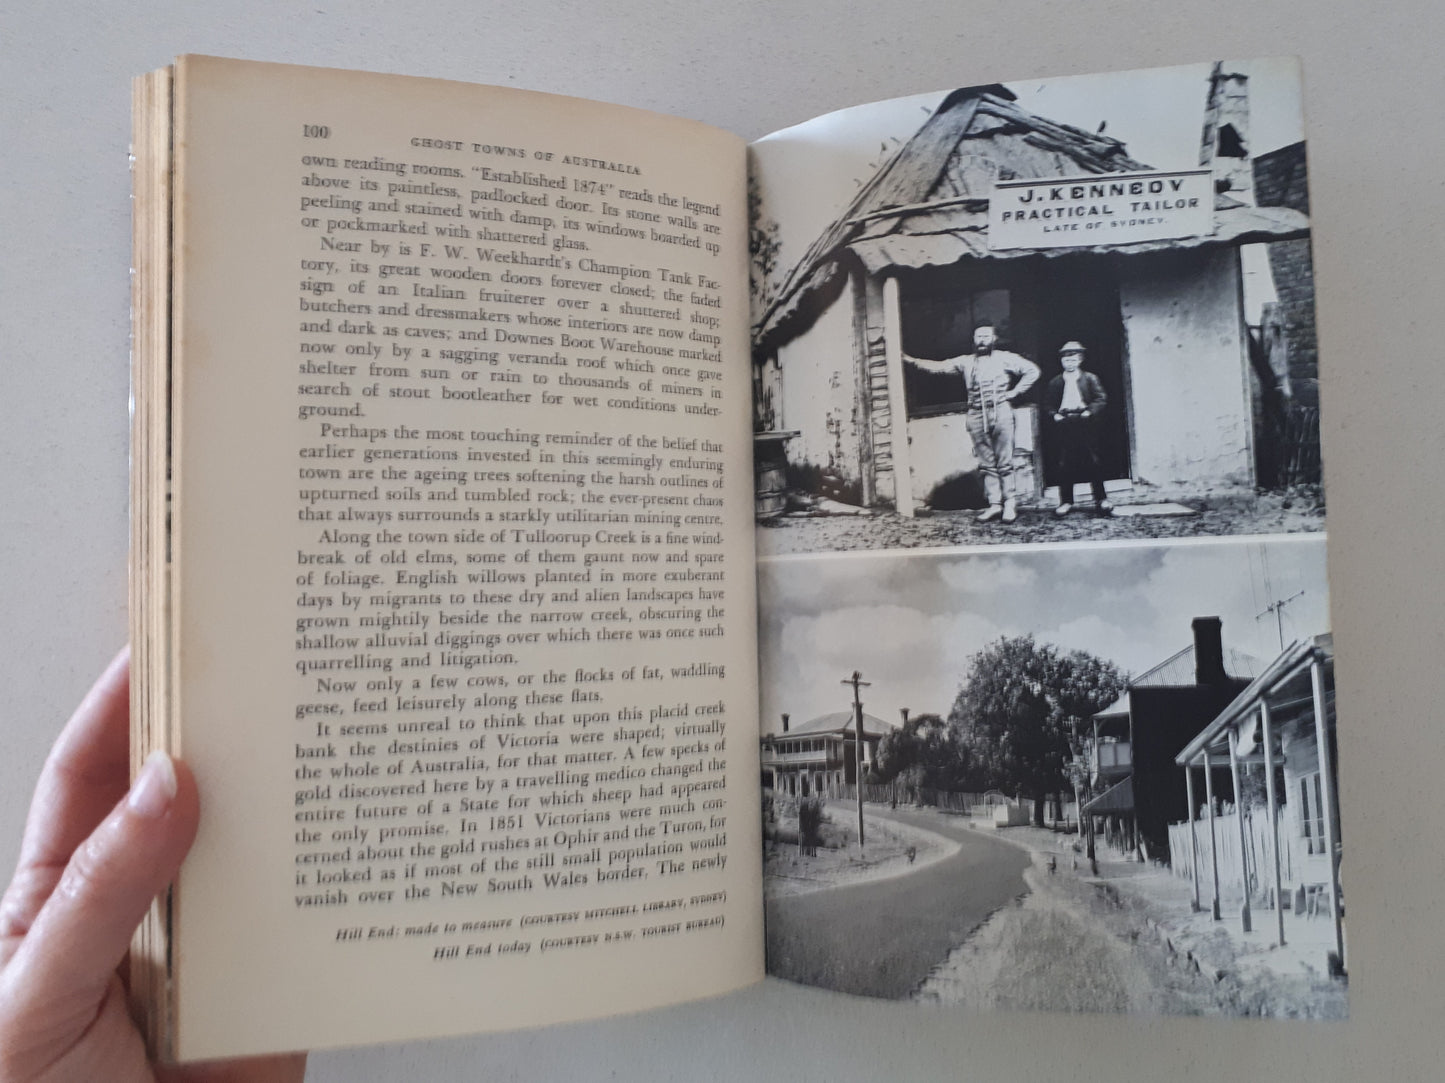 100
GHOST TOWNS OF AUSTRALIA
own reading rooms. "Established 1874" reads the legend
above its paintless, padlocked door. Its stone walls are
peeling and stained with damp, its windows boarded up
or pockmarked with shattered glass.
Near by is F. W. Weekhardt's Champion Tank Fac-
tory, its great wooden doors forever closed; the faded
sign of an Italian fruiterer over a shuttered shop;
butchers and dressmakers whose interiors are now damp
and dark as caves; and Downes Boot Warehouse marked
now only by a sagging veranda roof which once gave
shelter from sun or rain to thousands of miners in
search of stout bootleather for wet conditions under-
ground.
Perhaps the most touching reminder of the belief that
earlier generations invested in this seemingly enduring
town are the ageing trees softening the harsh outlines of
upturned soils and tumbled rock; the ever-present chaos
that always surrounds a starkly utilitarian mining centre.
Along the town side of Tulloorup Creek is a fine wind-
break of old elms, some of them gaunt now and spare
of foliage. English willows planted in more exuberant
days by migrants to these dry and alien landscapes have
grown mightily beside the narrow creek, obscuring the
shallow alluvial diggings over which there was once such
quarrelling and litigation.
Now only a few cows, or the flocks of fat, waddling
geese, feed leisurely along these flats.
It seems unreal to think that upon this placid creek
bank the destinies of Victoria were shaped; virtually
the whole of Australia, for that matter. A few specks of
gold discovered here by a travelling medico changed the
entire future of a State for which sheep had appeared
the only promise. In 1851 Victorians were much con-
cerned about the gold rushes at Ophir and the Turon, for
it looked as if most of the still small population would
vanish over the New South Wales border. The newly
Hill End: made to measure (COURTESY MITCHELL LIBRARY, SYDNEY)
Hill End today (COURTESY N.S.W. TOURIST BUREAU)
J. KENNEDY
PRACTICAL TAILOR
LATE OF SYDNEY.